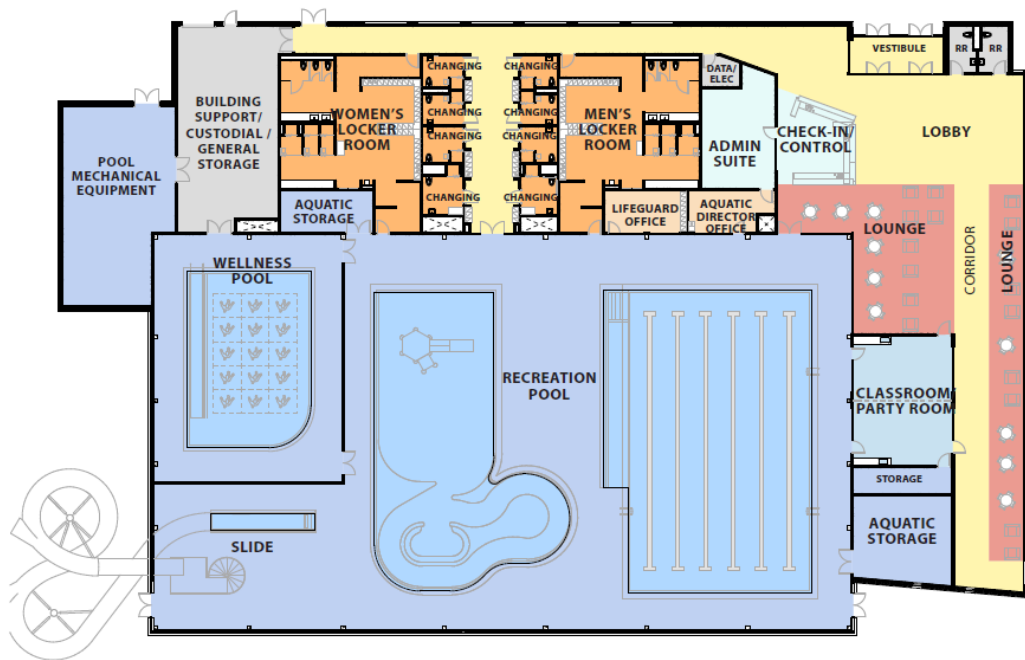 VESTIBULE
RR
RR
CHANGING
CHANGING
DATA/
ELEC
BUILDING
SUPPORT/
CUSTODIAL /
GENERAL
STORAGE
WOMEN'S
LOCKER
ROOM
CHANGING
CHANGING
MEN'S
LOCKER
ROOM
CHANGING
CHANGING
ADMIN
SUITE
CHECK-IN/
CONTROL
LOBBY
POOL
MECHANICAL
EQUIPMENT
CHANGING
CHANGING
AQUATIC
STORAGE
LIFEGUARD
OFFICE
AQUATIC
DIRECTOR
OFFICE
LOUNGE
CORRIDOR
LOUNGE
WELLNESS
POOL
RECREATION
POOL
CLASSROOM/
PARTY ROOM
STORAGE
AQUATIC
STORAGE
SLIDE